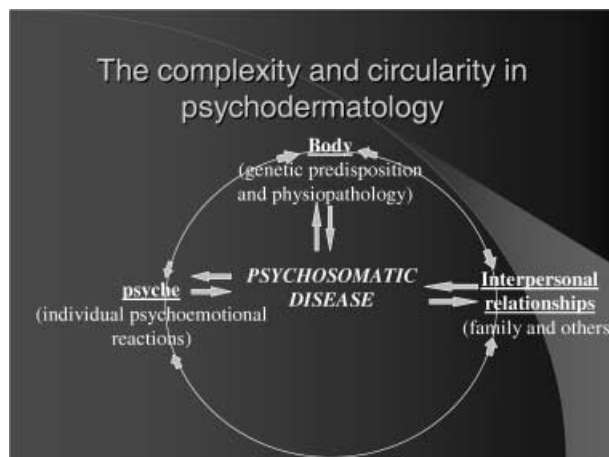 The complexity and circularity in
psychodermatology
Body
(genetic predisposition
and physiopathology)
PSYCHOSOMATIC
DISEASE
psyche
(individual psychoemotional
reactions)
Interpersonal
relationships
(family and others